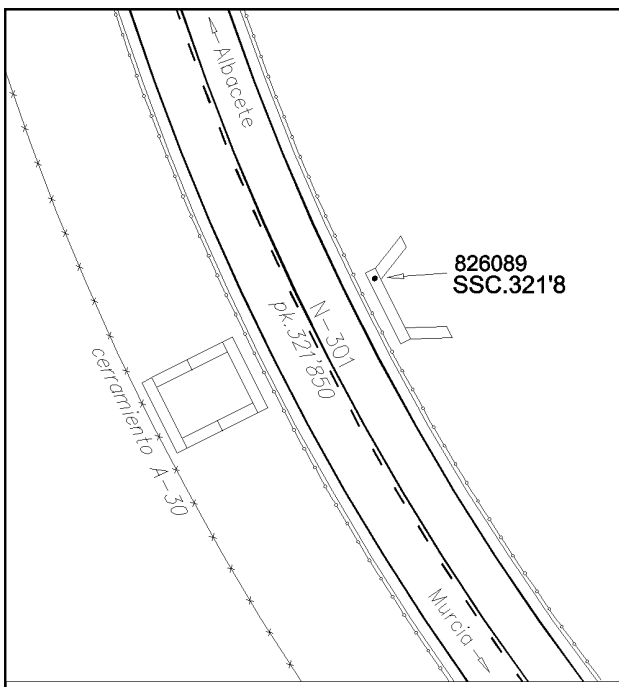 Albacete
826089
SSC.321'8
N-301
pk.321'850
cerramiento A-30
Murcia